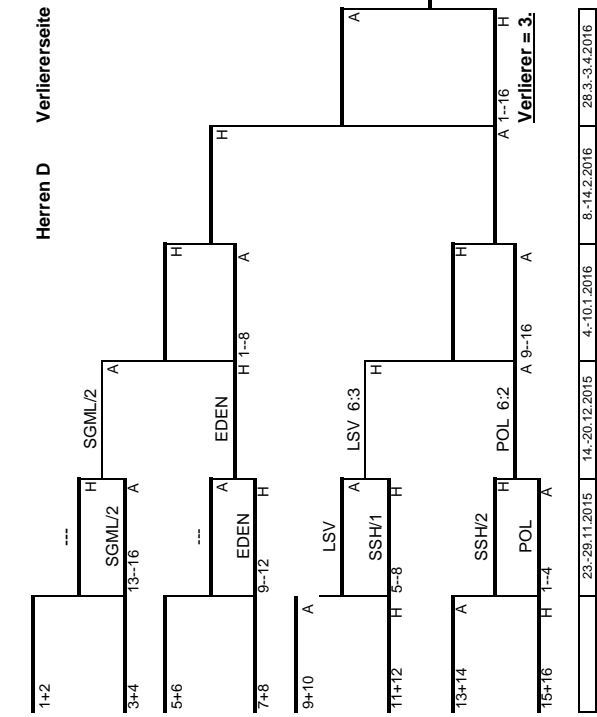 Herren D Verliererseite
1+2
3+4
5+6
7+8
9+10
11+12
13+14
15+16
A
H
A
H
---
SGML/2
13--16
H
A
---
EDEN
9--12
A
H
LSV
SSH/1
5--8
A
H
SSH/2
POL
1--4
H
A
SGML/2
EDEN
A
H
1--8
LSV 6:3
POL 6:2
H
A
9--16
H
A
H
A
H
A
1--16
A
H
Verlierer = 3.
23.-29.11.2015
14.-20.12.2015
4.-10.1.2016
8.-14.2.2016
28.3.-3.4.2016